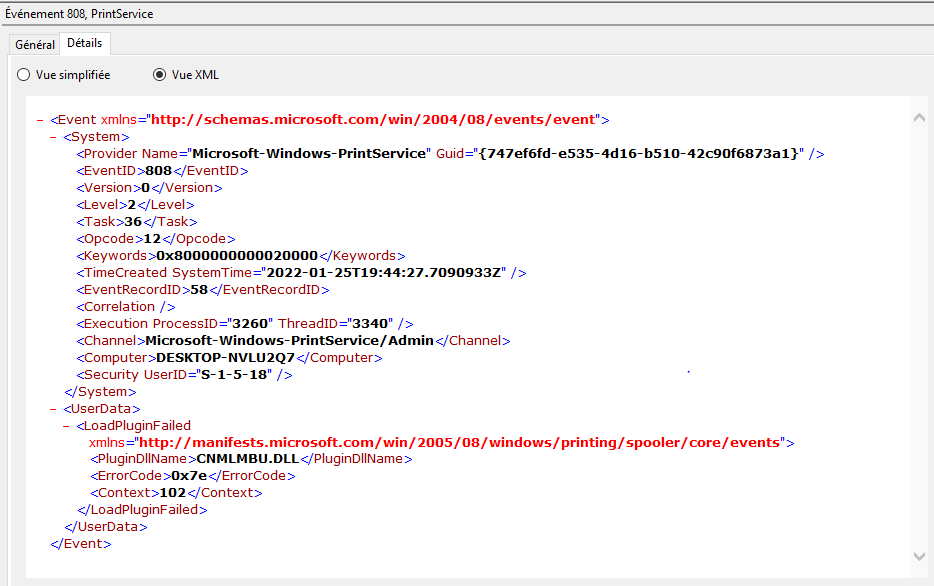 Événement 808, PrintService
Général Détails
Vue simplifiée Vue XML
- <Event xmlns="http://schemas.microsoft.com/win/2004/08/events/event">
- <System>
<Provider Name="Microsoft-Windows-PrintService" Guid="{747ef6fd-e535-4d16-b510-42c90f6873a1}" />
<EventID>808</EventID>
<Version>0</Version>
<Level>2</Level>
<Task>36</Task>
<Opcode>12</Opcode>
<Keywords>0x8000000000020000</Keywords>
<TimeCreated SystemTime="2022-01-25T19:44:27.7090933Z" />
<EventRecordID>58</EventRecordID>
<Correlation />
<Execution ProcessID="3260" ThreadID="3340" />
<Channel>Microsoft-Windows-PrintService/Admin</Channel>
<Computer>DESKTOP-NVLU2Q7</Computer>
<Security UserID="S-1-5-18" />
</System>
- <UserData>
- <LoadPluginFailed
xmlns="http://manifests.microsoft.com/win/2005/08/windows/printing/spooler/core/events">
<PluginDllName>CNMLMBU.DLL</PluginDllName>
<ErrorCode>0x7e</ErrorCode>
<Context>102</Context>
</LoadPluginFailed>
</UserData>
</Event>